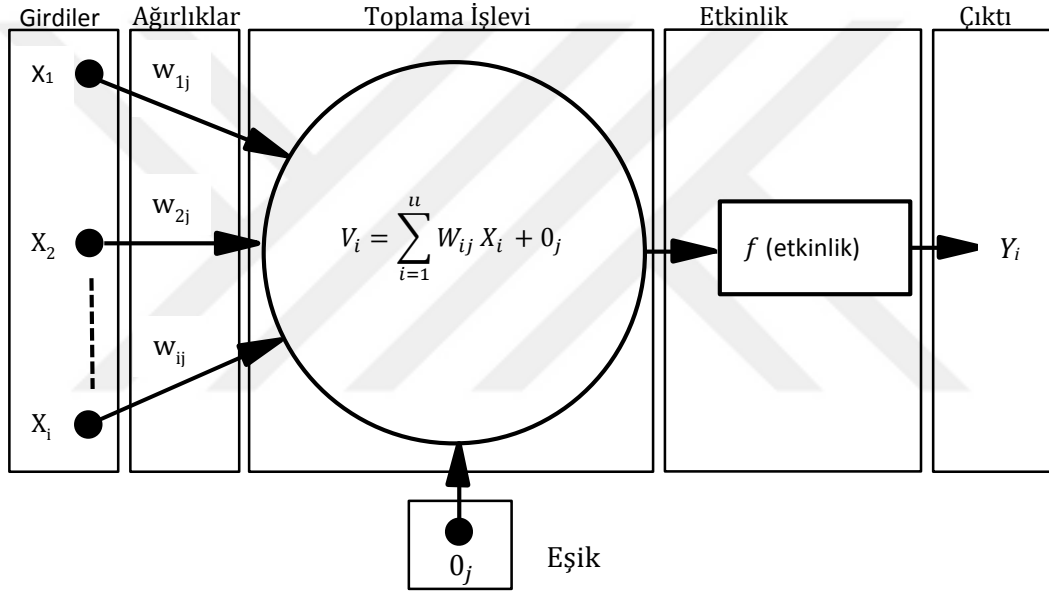 Girdiler Ağırlıklar Toplama İşlevi Etkinlik Çıktı
X₁
w₁ⱼ
X₂
w₂ⱼ
Xᵢ
wᵢⱼ
Vᵢ = ∑ᵢ₌₁ᵘ Wᵢⱼ Xᵢ + 0ⱼ
f (etkinlik)
Yᵢ
0ⱼ
Eşik